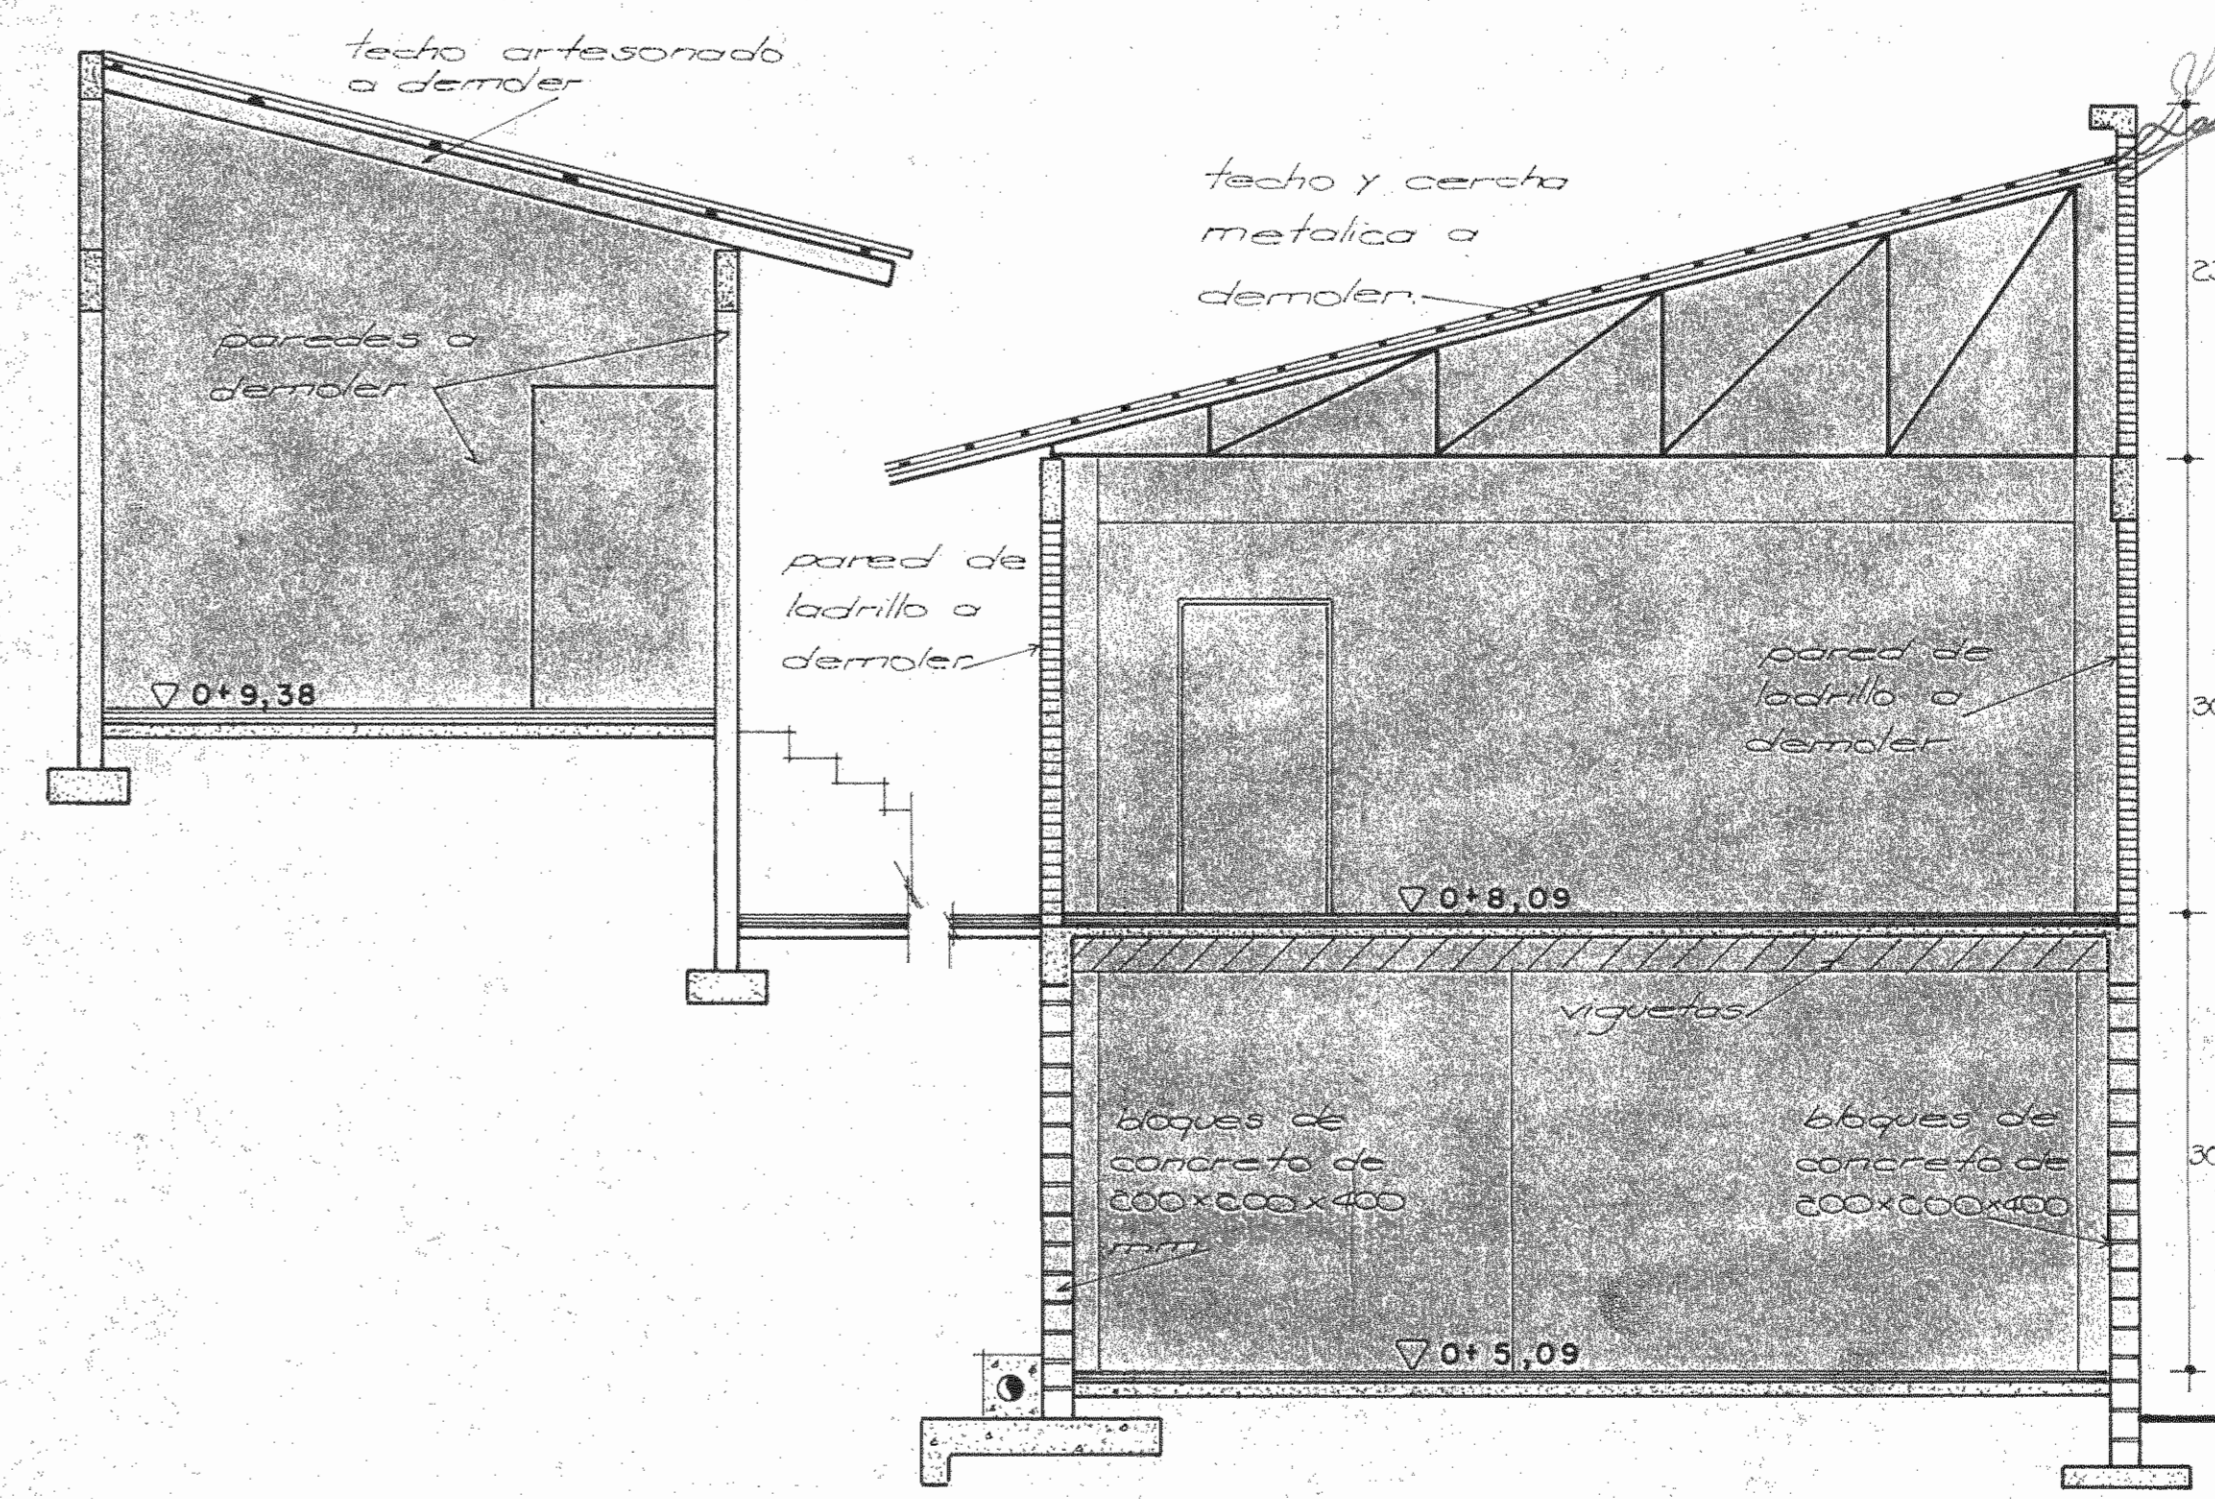 techo artesonado
a demoler
techo y cercha
metalica a
demoler.
paredes a
demoler
pared de
ladrillo a
demoler
pared de
ladrillo a
demoler
0+9,38
0+8,09
viguetas
bloques de
concreto de
200x200x400
mm
bloques de
concreto de
200x200x400
0+5,09